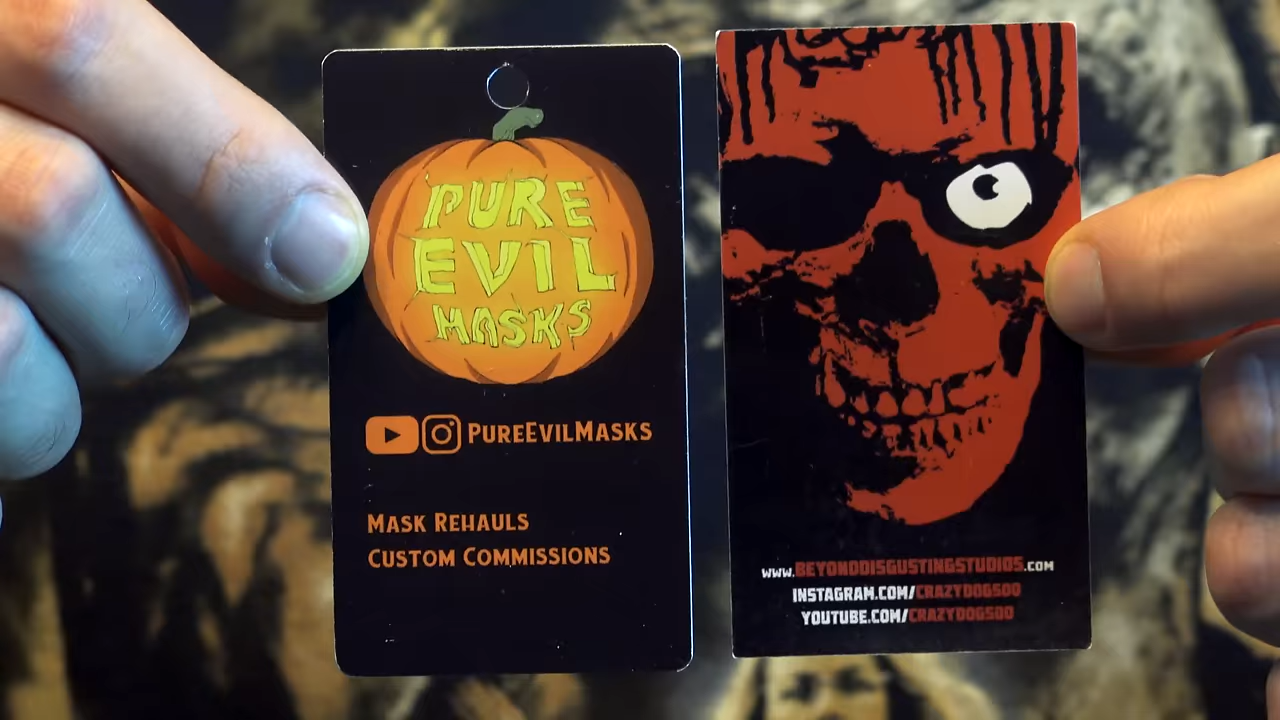 PURE
EVIL
MASKS
PUREEVILMASKS
MASK REHAULS
CUSTOM COMMISSIONS
WWW.BEYONDDISGUSTINGSTUDIOS.COM
INSTAGRAM.COM/CRAZYDOG500
YOUTUBE.COM/CRAZYDOG500